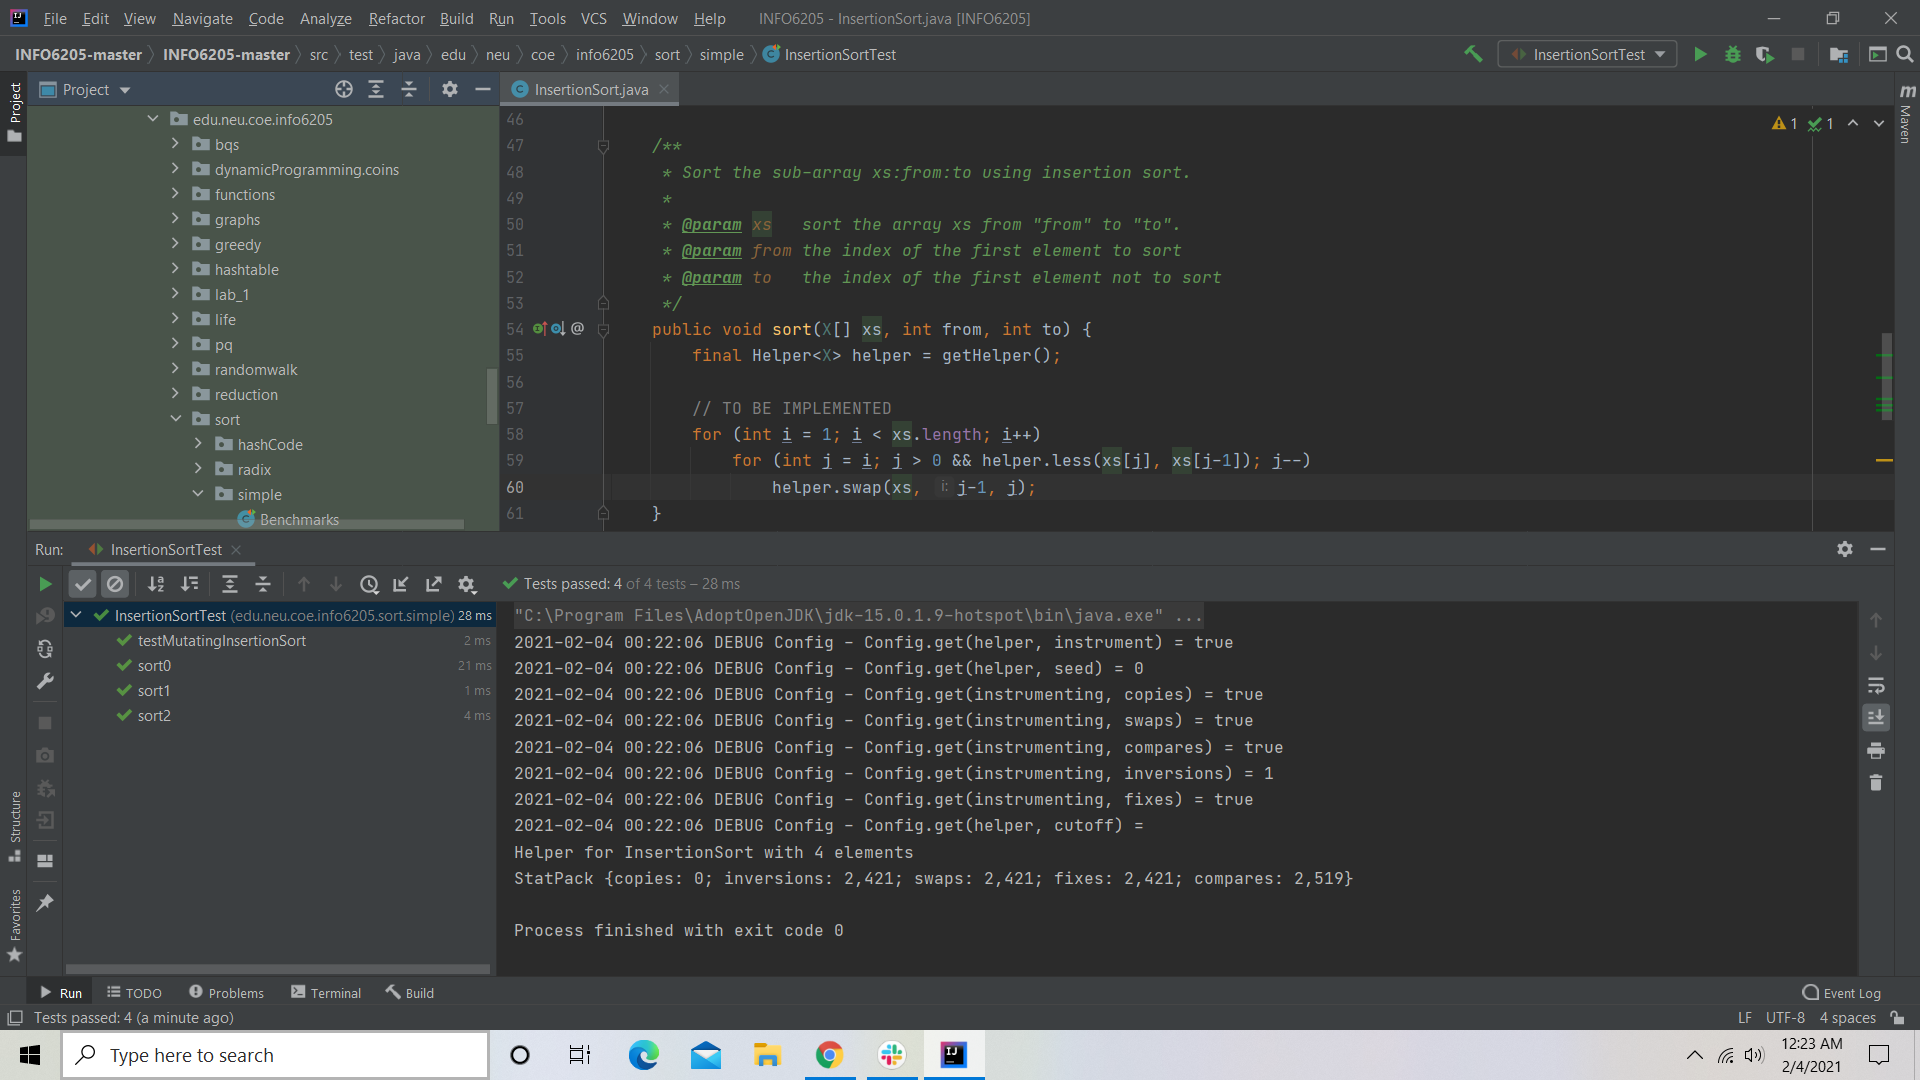 File Edit View Navigate Code Analyze Refactor Build Run Tools VCS Window Help INFO6205 - InsertionSort.java [INFO6205]
INFO6205-master INFO6205-master src test java edu neu coe info6205 sort simple InsertionSortTest InsertionSortTest
Project
Project
InsertionSort.java
Maven
edu.neu.coe.info6205
bqs
dynamicProgramming.coins
functions
graphs
greedy
hashtable
lab_1
life
pq
randomwalk
reduction
sort
hashCode
radix
simple
Benchmarks
1 1
46
47 /**
48 * Sort the sub-array xs:from:to using insertion sort.
49 *
50 * @param xs sort the array xs from "from" to "to".
51 * @param from the index of the first element to sort
52 * @param to the index of the first element not to sort
53 */
54 @ public void sort(X[] xs, int from, int to) {
55 final Helper<X> helper = getHelper();
56
57 // TO BE IMPLEMENTED
58 for (int i = 1; i < xs.length; i++)
59 for (int j = i; j > 0 && helper.less(xs[j], xs[j-1]); j--)
60 helper.swap(xs, i: j-1, j);
61 }
Run: InsertionSortTest
Tests passed: 4 of 4 tests – 28 ms
InsertionSortTest (edu.neu.coe.info6205.sort.simple) 28 ms
testMutatingInsertionSort 2 ms
sort0 21 ms
sort1 1 ms
sort2 4 ms
"C:\Program Files\AdoptOpenJDK\jdk-15.0.1.9-hotspot\bin\java.exe" ...
2021-02-04 00:22:06 DEBUG Config - Config.get(helper, instrument) = true
2021-02-04 00:22:06 DEBUG Config - Config.get(helper, seed) = 0
2021-02-04 00:22:06 DEBUG Config - Config.get(instrumenting, copies) = true
2021-02-04 00:22:06 DEBUG Config - Config.get(instrumenting, swaps) = true
2021-02-04 00:22:06 DEBUG Config - Config.get(instrumenting, compares) = true
2021-02-04 00:22:06 DEBUG Config - Config.get(instrumenting, inversions) = 1
2021-02-04 00:22:06 DEBUG Config - Config.get(instrumenting, fixes) = true
2021-02-04 00:22:06 DEBUG Config - Config.get(helper, cutoff) =
Helper for InsertionSort with 4 elements
StatPack {copies: 0; inversions: 2,421; swaps: 2,421; fixes: 2,421; compares: 2,519}
Process finished with exit code 0
Structure
Favorites
Run TODO Problems Terminal Build Event Log
Tests passed: 4 (a minute ago) LF UTF-8 4 spaces
Type here to search
12:23 AM
2/4/2021